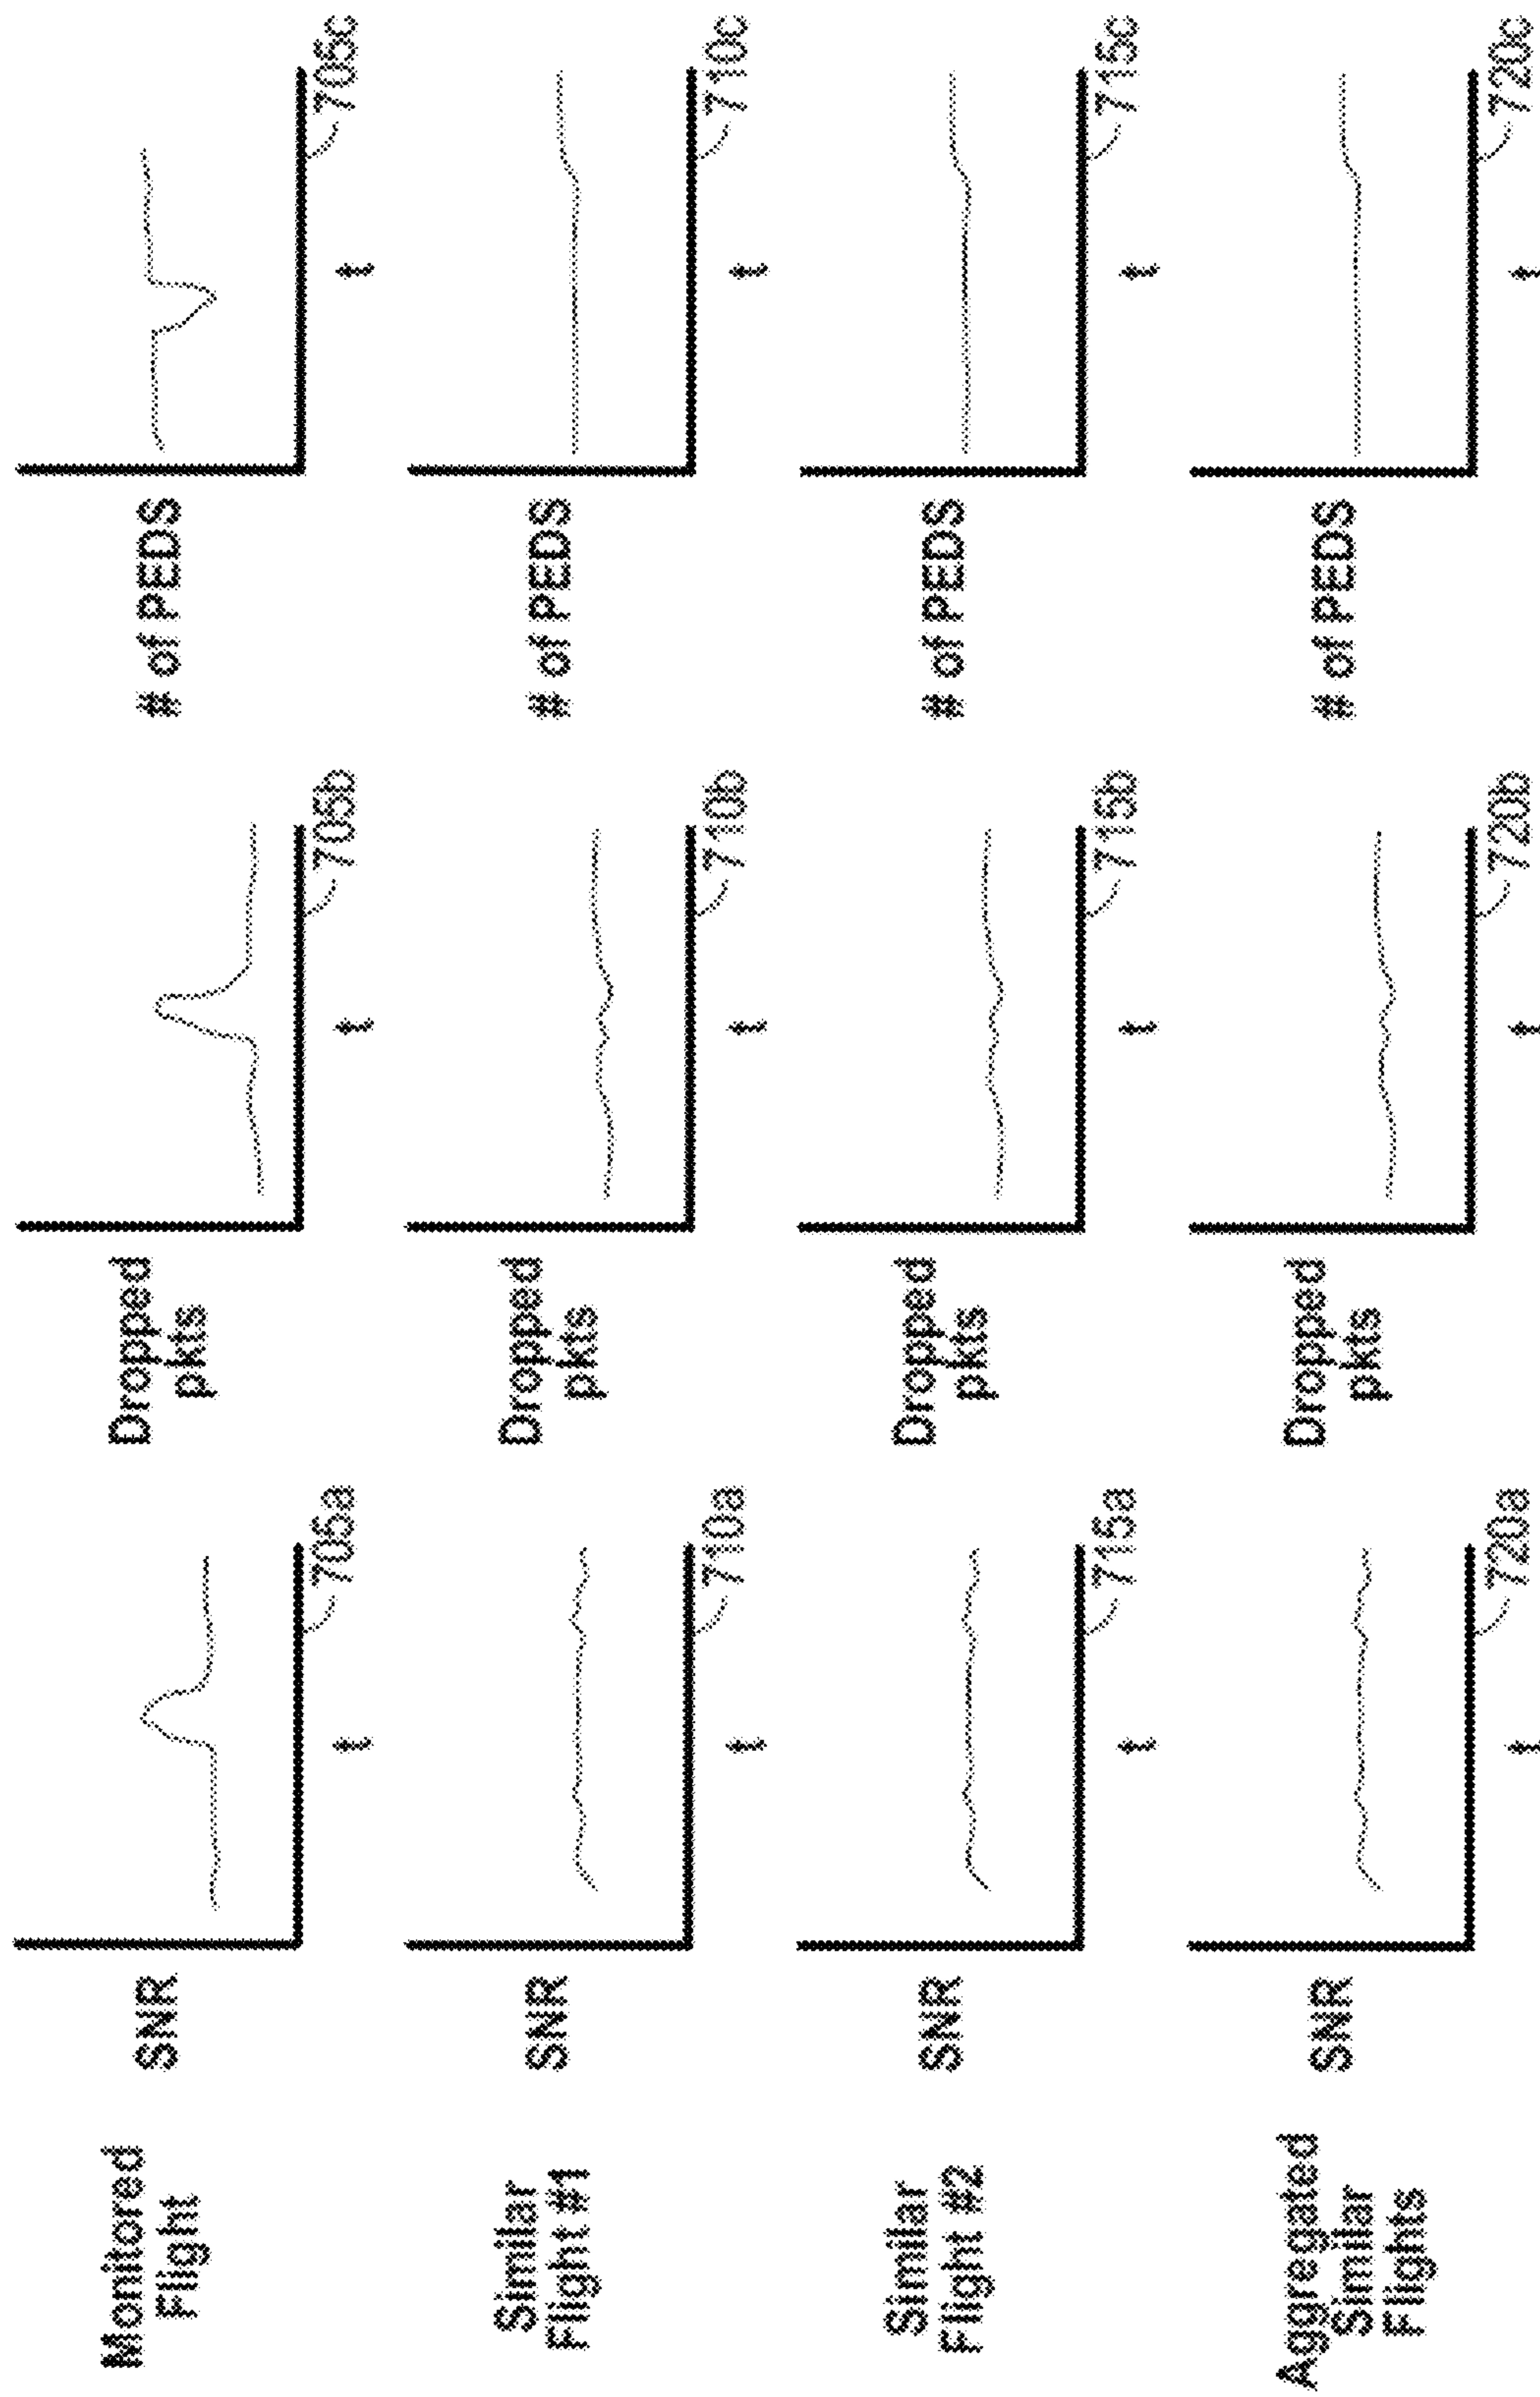 Monitored
Flight
SNR
t
705a
Dropped
pkts
t
705b
# of PEDS
t
705c
Similar
Flight #1
SNR
t
710a
Dropped
pkts
t
710b
# of PEDS
t
710c
Similar
Flight #2
SNR
t
715a
Dropped
pkts
t
715b
# of PEDS
t
715c
Aggregated
Similar
Flights
SNR
t
720a
Dropped
pkts
t
720b
# of PEDS
t
720c